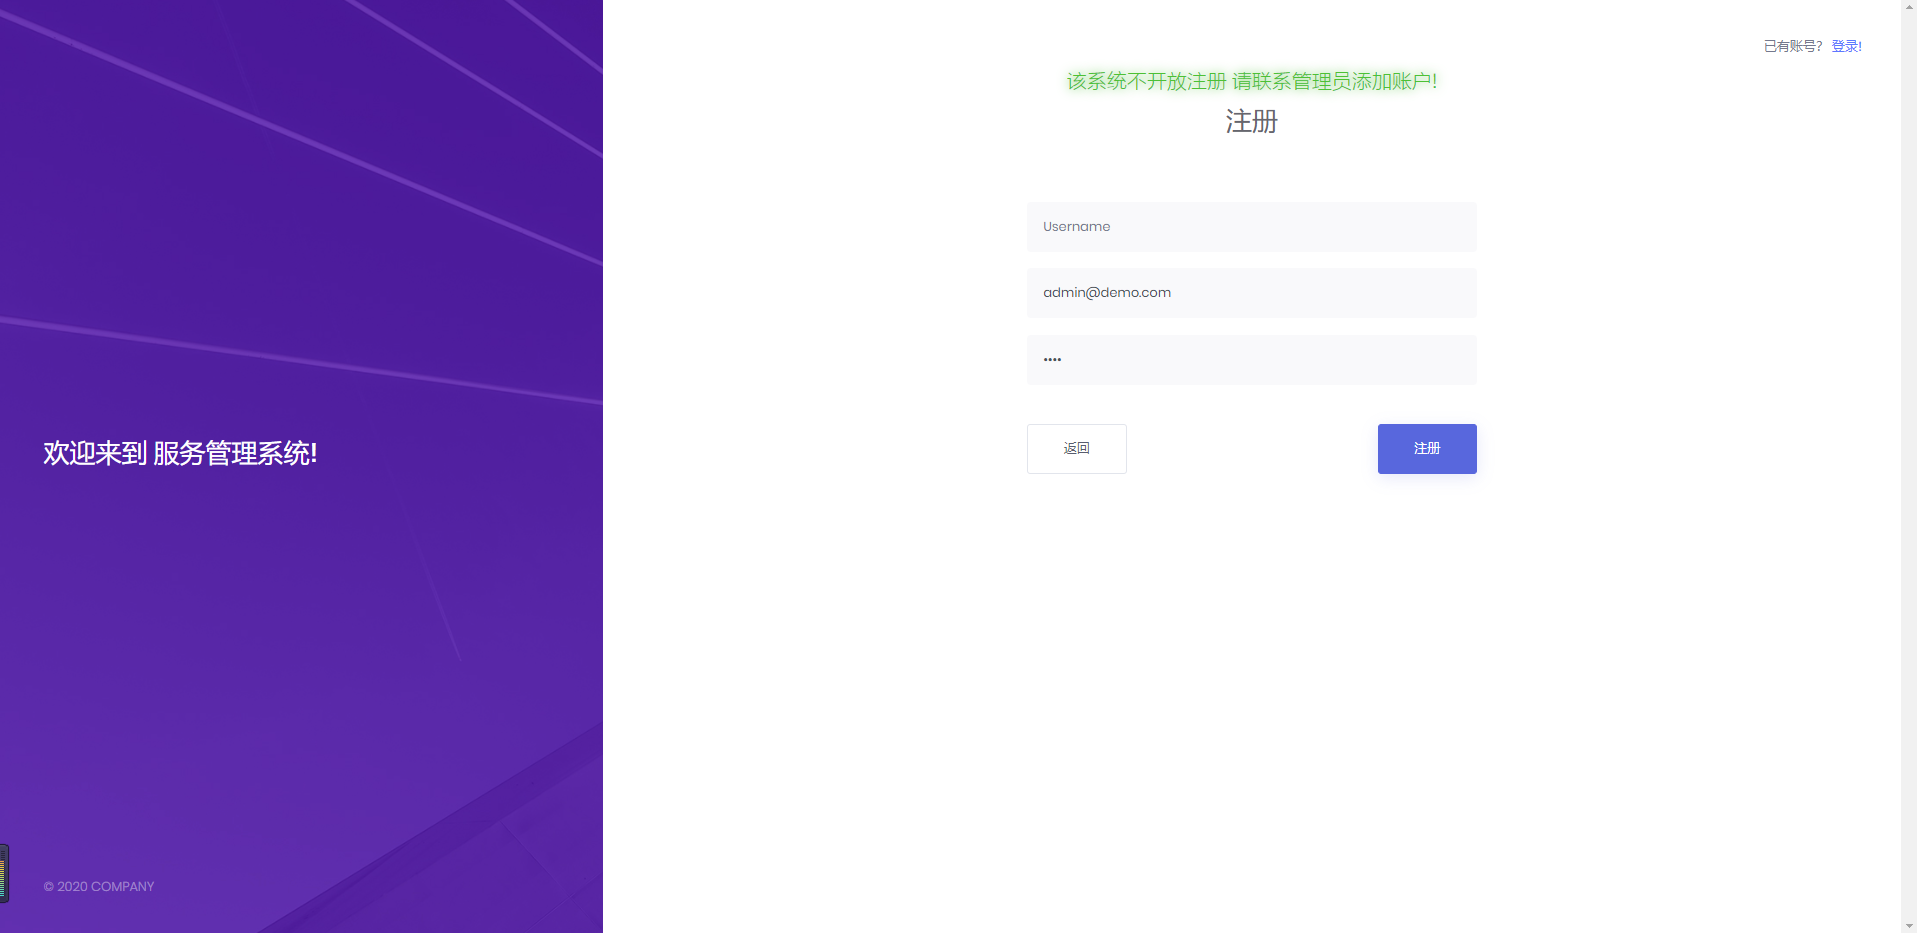 已有账号? 登录!
该系统不开放注册 请联系管理员添加账户!
注册
Username
admin@demo.com
••••
返回
注册
欢迎来到 服务管理系统!
© 2020 COMPANY